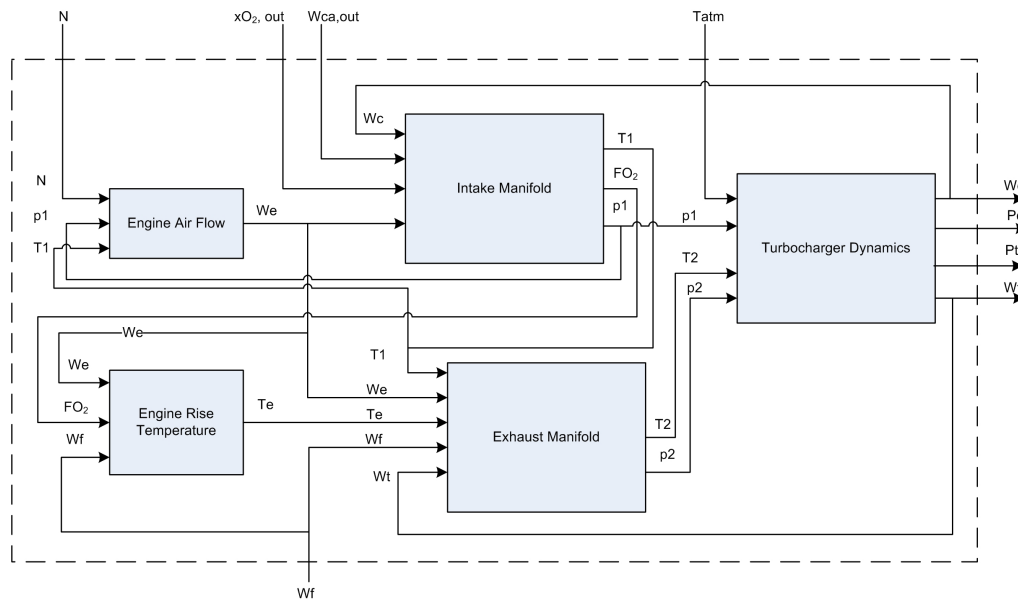 N
xO₂, out
Wca,out
Tatm
Wc
T1
FO₂
p1
Intake Manifold
N
p1
T1
Engine Air Flow
We
p1
T2
p2
Turbocharger Dynamics
Pt
We
We
FO₂
Wf
Engine Rise
Temperature
Te
T1
We
Te
Wf
Wt
Exhaust Manifold
T2
p2
Wf